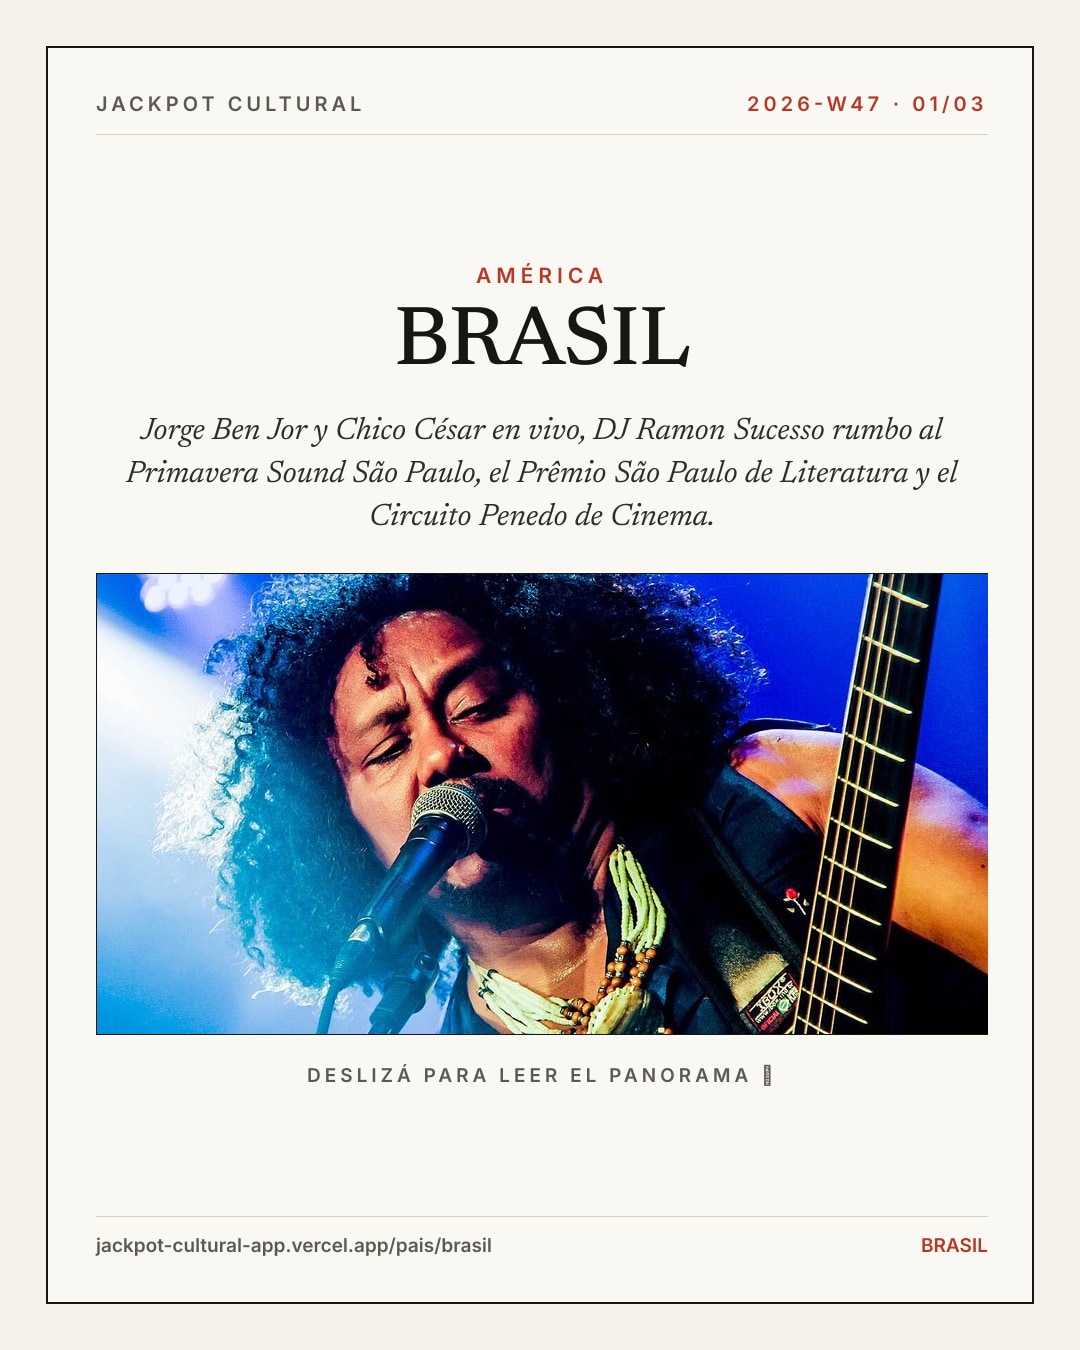 JACKPOT CULTURAL
2026-W47 · 01/03
AMÉRICA
BRASIL
Jorge Ben Jor y Chico César en vivo, DJ Ramon Sucesso rumbo al
Primavera Sound São Paulo, el Prêmio São Paulo de Literatura y el
Circuito Penedo de Cinema.
DESLIZÁ PARA LEER EL PANORAMA
jackpot-cultural-app.vercel.app/pais/brasil
BRASIL